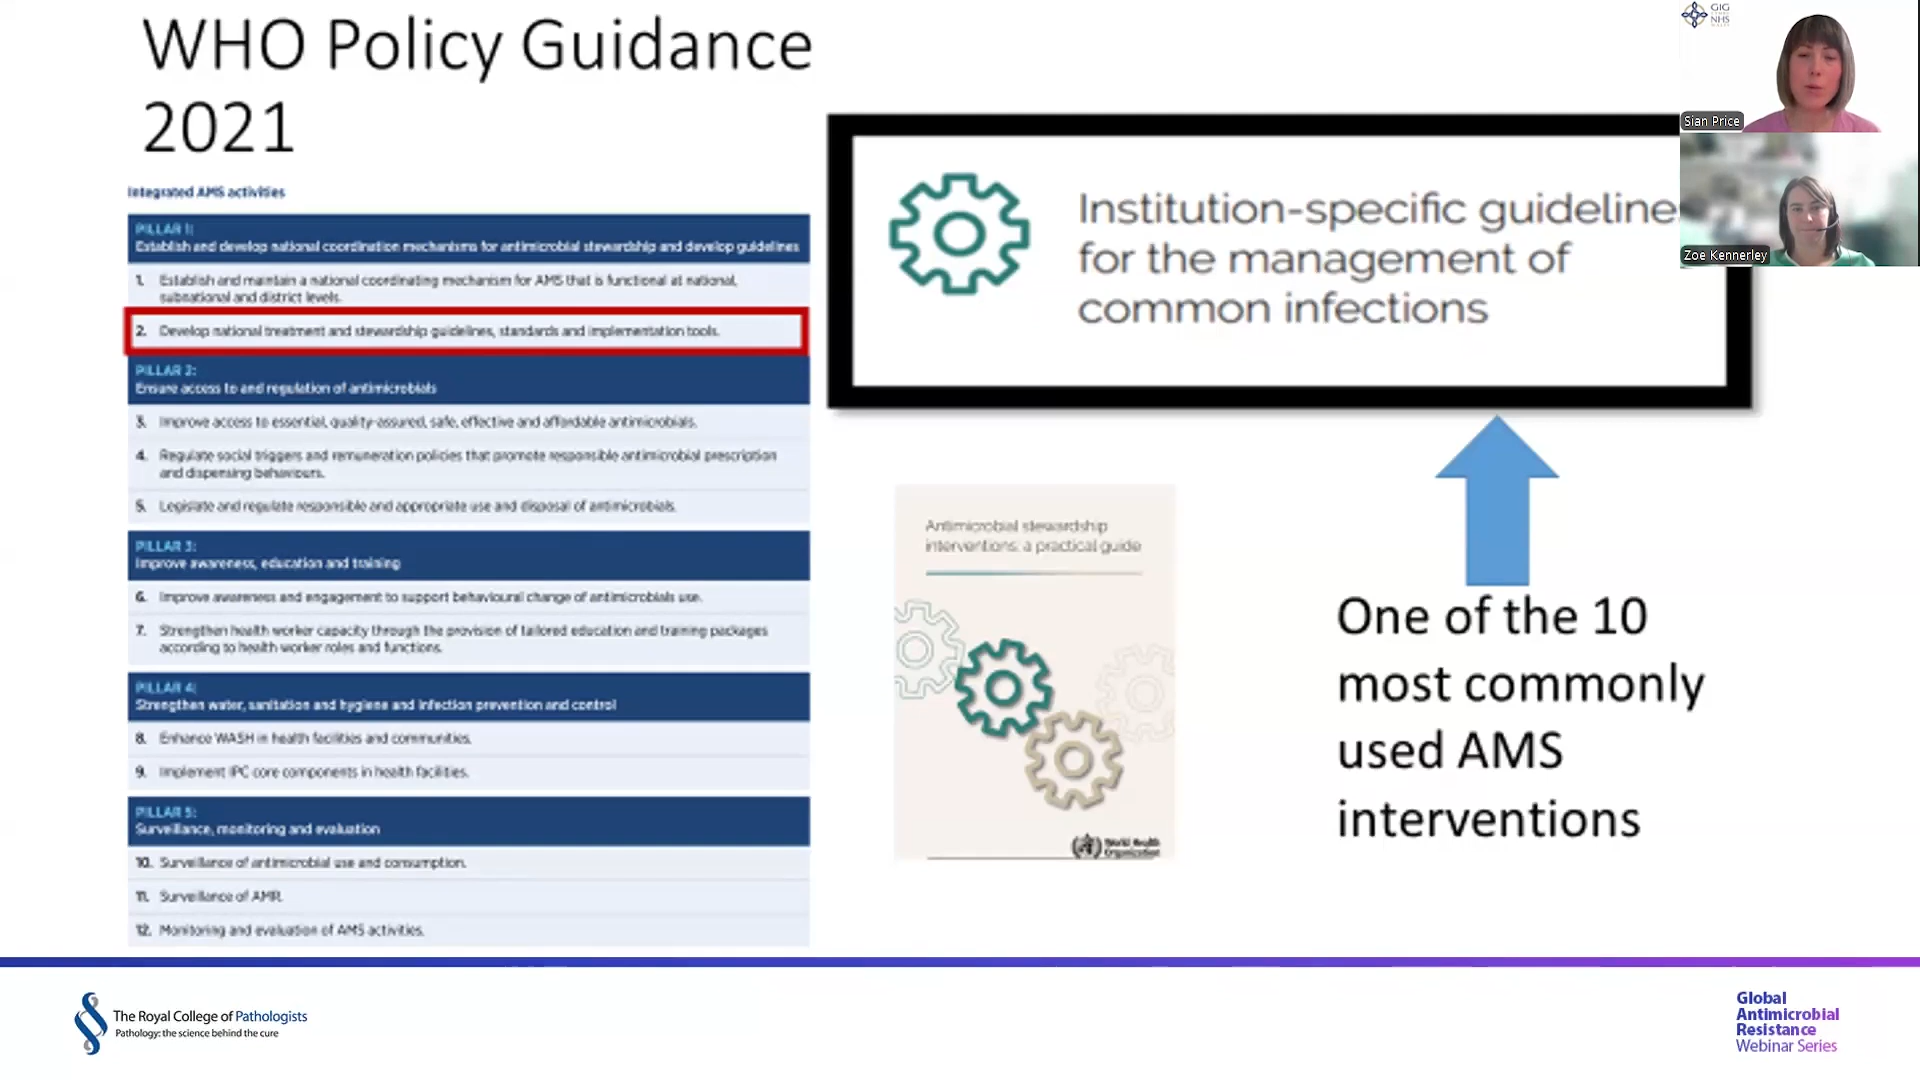 WHO Policy Guidance
2021
Integrated AMS activities
PILLAR 1:
Establish and develop national coordination mechanisms for antimicrobial stewardship and develop guidelines
1. Establish and maintain a national coordinating mechanism for AMS that is functional at national,
subnational and district levels.
2. Develop national treatment and stewardship guidelines, standards and implementation tools.
PILLAR 2:
Ensure access to and regulation of antimicrobials
3. Improve access to essential, quality-assured, safe, effective and affordable antimicrobials.
4. Regulate social triggers and remuneration policies that promote responsible antimicrobial prescription
and dispensing behaviours.
5. Legislate and regulate responsible and appropriate use and disposal of antimicrobials.
PILLAR 3:
Improve awareness, education and training
6. Improve awareness and engagement to support behavioural change of antimicrobials use.
7. Strengthen health worker capacity through the provision of tailored education and training packages
according to health worker roles and functions.
PILLAR 4:
Strengthen water, sanitation and hygiene and infection prevention and control
8. Enhance WASH in health facilities and communities.
9. Implement IPC core components in health facilities.
PILLAR 5:
Surveillance, monitoring and evaluation
10. Surveillance of antimicrobial use and consumption.
11. Surveillance of AMR.
12. Monitoring and evaluation of AMS activities.
Institution-specific guideline
for the management of
common infections
Antimicrobial stewardship
interventions: a practical guide
World Health
Organization
One of the 10
most commonly
used AMS
interventions
GIG
NHS
Sian Price
Zoe Kennerley
The Royal College of Pathologists
Pathology: the science behind the cure
Global
Antimicrobial
Resistance
Webinar Series